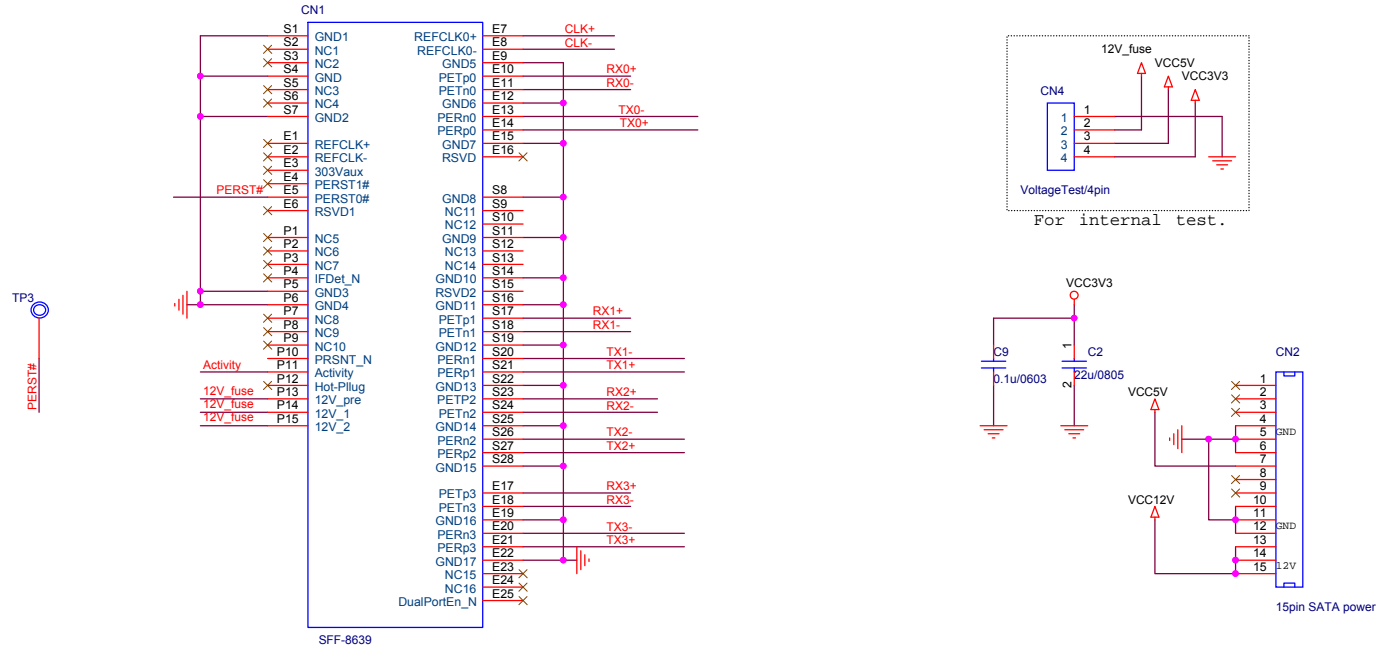 CN1
S1 GND1
S2 NC1
S3 NC2
S4 GND
S5 NC3
S6 NC4
S7 GND2
E1 REFCLK+
E2 REFCLK-
E3 303Vaux
E4 PERST1#
PERST# E5 PERST0#
E6 RSVD1
P1 NC5
P2 NC6
P3 NC7
P4 IFDet_N
P5 GND3
P6 GND4
P7 NC8
P8 NC9
P9 NC10
P10 PRSNT_N
Activity P11 Activity
P12 Hot-Pllug
12V_fuse P13 12V_pre
12V_fuse P14 12V_1
12V_fuse P15 12V_2
REFCLK0+ E7 CLK+
REFCLK0- E8 CLK-
GND5 E9
PETp0 E10 RX0+
PETn0 E11 RX0-
GND6 E12
PERn0 E13 TX0-
PERp0 E14 TX0+
GND7 E15
RSVD E16
GND8 S8
NC11 S9
NC12 S10
GND9 S11
NC13 S12
NC14 S13
GND10 S14
RSVD2 S15
GND11 S16
PETp1 S17 RX1+
PETn1 S18 RX1-
GND12 S19
PERn1 S20 TX1-
PERp1 S21 TX1+
GND13 S22
PETP2 S23 RX2+
PETn2 S24 RX2-
GND14 S25
PERn2 S26 TX2-
PERp2 S27 TX2+
GND15 S28
PETp3 E17 RX3+
PETn3 E18 RX3-
GND16 E19
PERn3 E20 TX3-
PERp3 E21 TX3+
GND17 E22
NC15 E23
NC16 E24
DualPortEn_N E25
SFF-8639
TP3
PERST#
12V_fuse
VCC5V
VCC3V3
CN4
1 1
2 2
3 3
4 4
VoltageTest/4pin
For internal test.
VCC3V3
C9
0.1u/0603
1
C2
22u/0805
2
CN2
VCC5V
VCC12V
1
2
3
4
5 GND
6
7
8
9
10
11
12 GND
13
14
15 12V
15pin SATA power